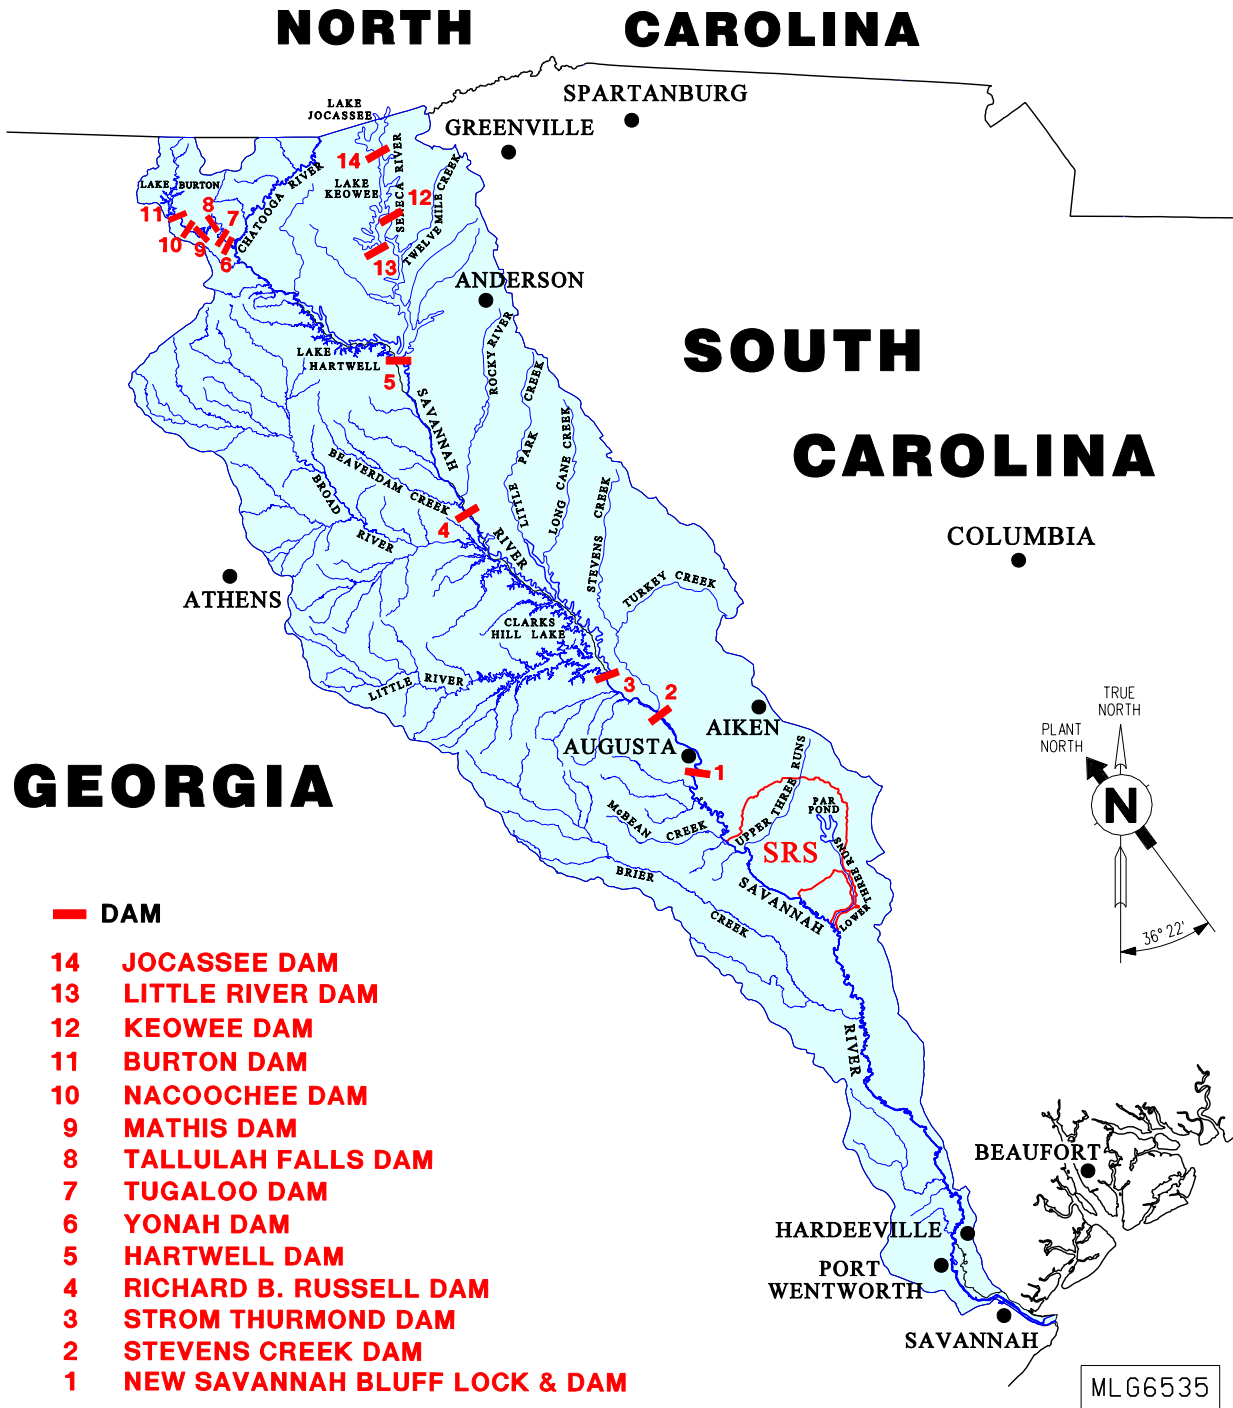 NORTH CAROLINA
SPARTANBURG
LAKE
JOCASSEE
GREENVILLE
14
SENECA RIVER
LAKE
KEOWEE
12
TWELVE MILE CREEK
13
LAKE BURTON
CHATOOGA RIVER
11
8
7
10
9
6
ANDERSON
SOUTH
CAROLINA
LAKE
HARTWELL
5
ROCKY RIVER
SAVANNAH
RIVER
LITTLE PARK CREEK
LONG CANE CREEK
STEVENS CREEK
BEAVERDAM CREEK
4
BROAD
RIVER
COLUMBIA
ATHENS
TURKEY CREEK
CLARKS
HILL LAKE
LITTLE RIVER
3
2
AIKEN
AUGUSTA
1
UPPER THREE RUNS
PAR
POND
SRS
McBEAN CREEK
LOWER THREE RUNS
SAVANNAH
RIVER
BRIER
CREEK
GEORGIA
TRUE
NORTH
PLANT
NORTH
N
36° 22'
BEAUFORT
HARDEEVILLE
PORT
WENTWORTH
SAVANNAH
DAM
14 JOCASSEE DAM
13 LITTLE RIVER DAM
12 KEOWEE DAM
11 BURTON DAM
10 NACOOCHEE DAM
9 MATHIS DAM
8 TALLULAH FALLS DAM
7 TUGALOO DAM
6 YONAH DAM
5 HARTWELL DAM
4 RICHARD B. RUSSELL DAM
3 STROM THURMOND DAM
2 STEVENS CREEK DAM
1 NEW SAVANNAH BLUFF LOCK & DAM
MLG6535